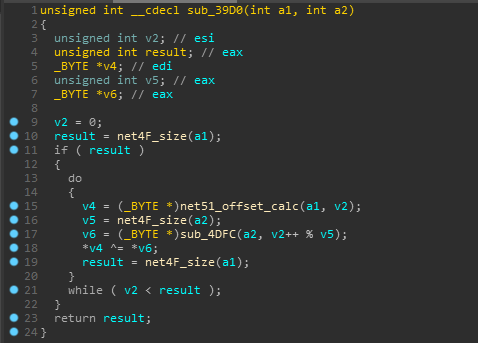 1 unsigned int __cdecl sub_39D0(int a1, int a2)
2 {
3 unsigned int v2; // esi
4 unsigned int result; // eax
5 _BYTE *v4; // edi
6 unsigned int v5; // eax
7 _BYTE *v6; // eax
8
9 v2 = 0;
10 result = net4F_size(a1);
11 if ( result )
12 {
13 do
14 {
15 v4 = (_BYTE *)net51_offset_calc(a1, v2);
16 v5 = net4F_size(a2);
17 v6 = (_BYTE *)sub_4DFC(a2, v2++ % v5);
18 *v4 ^= *v6;
19 result = net4F_size(a1);
20 }
21 while ( v2 < result );
22 }
23 return result;
24 }